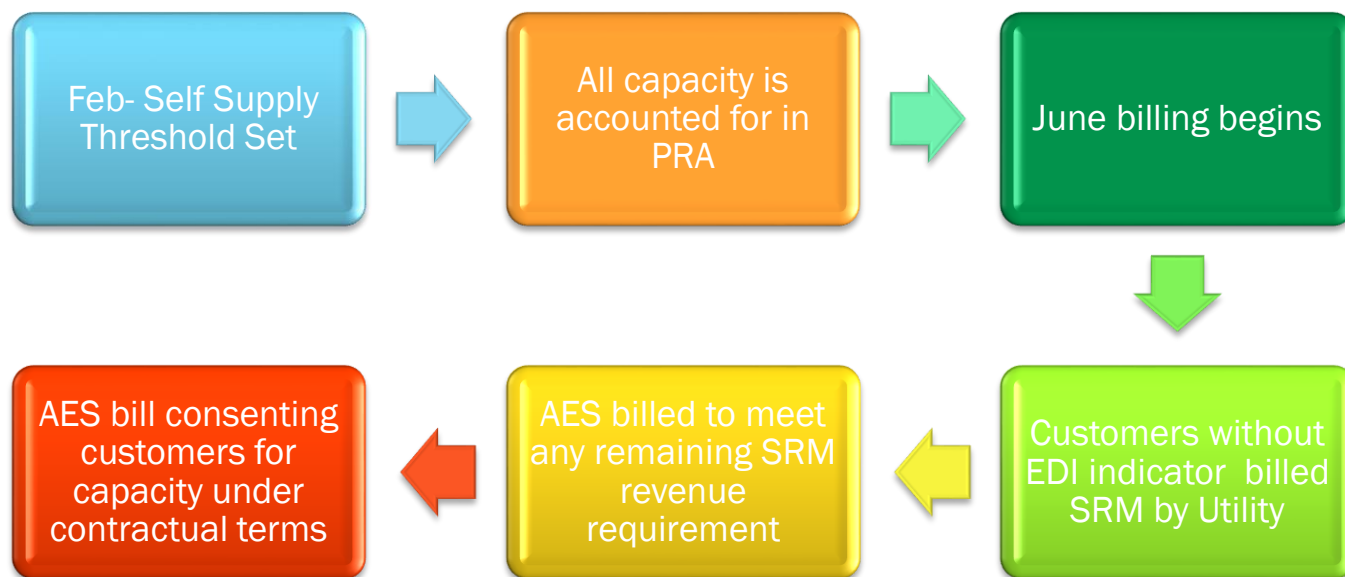 Feb- Self Supply
Threshold Set
All capacity is
accounted for in
PRA
June billing begins
Customers without
EDI indicator  billed
SRM by Utility
AES billed to meet
any remaining SRM
revenue
requirement
AES bill consenting
customers for
capacity under
contractual terms